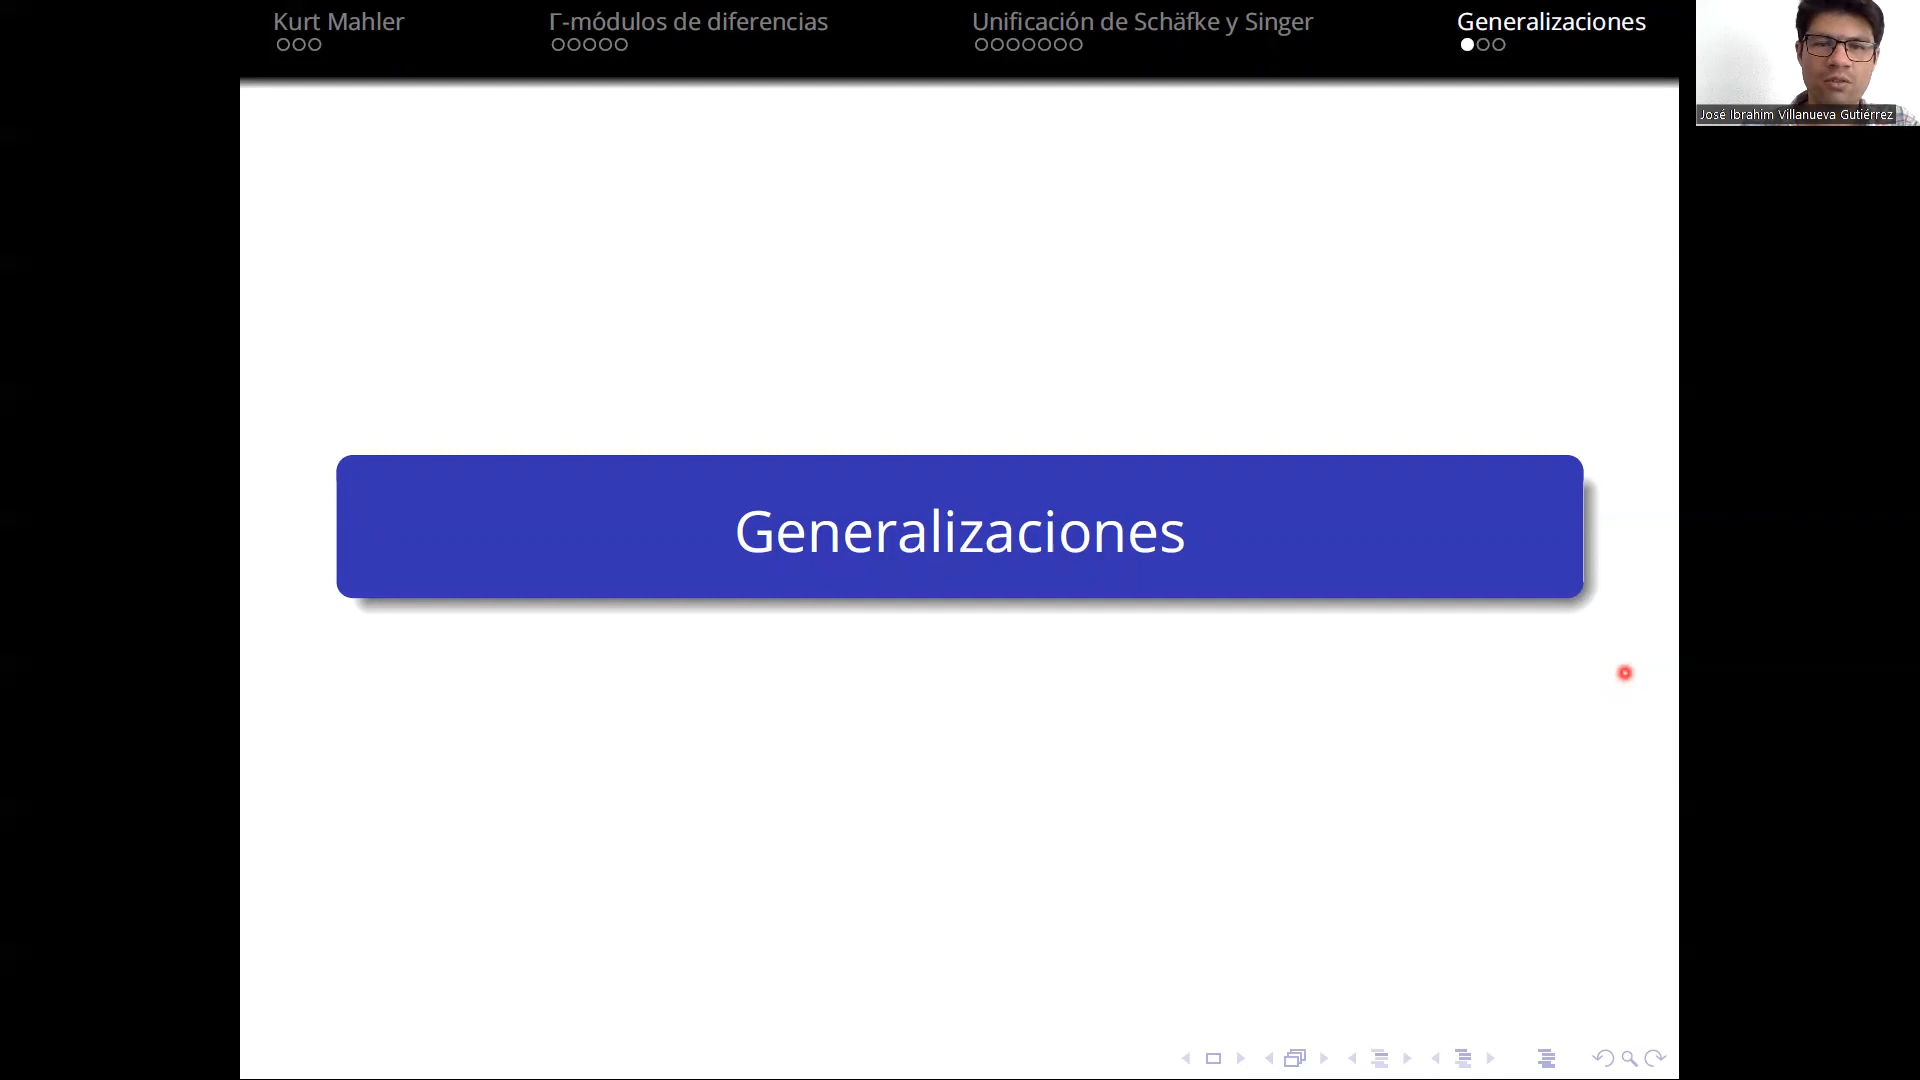 Kurt Mahler
Γ-módulos de diferencias
Unificación de Schäfke y Singer
Generalizaciones
José Ibrahim Villanueva Gutiérrez
Generalizaciones